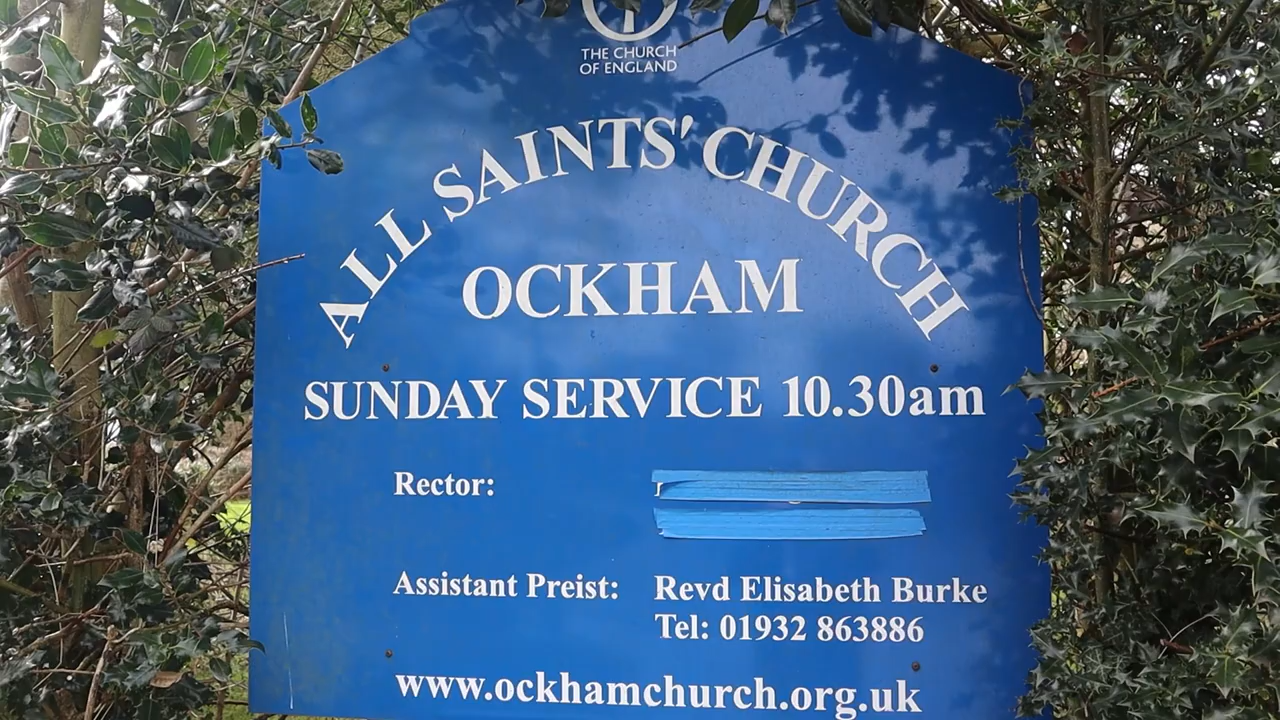 THE CHURCH
OF ENGLAND
ALL SAINTS' CHURCH
OCKHAM
SUNDAY SERVICE 10.30am
Rector:
Assistant Preist: Revd Elisabeth Burke
Tel: 01932 863886
www.ockhamchurch.org.uk